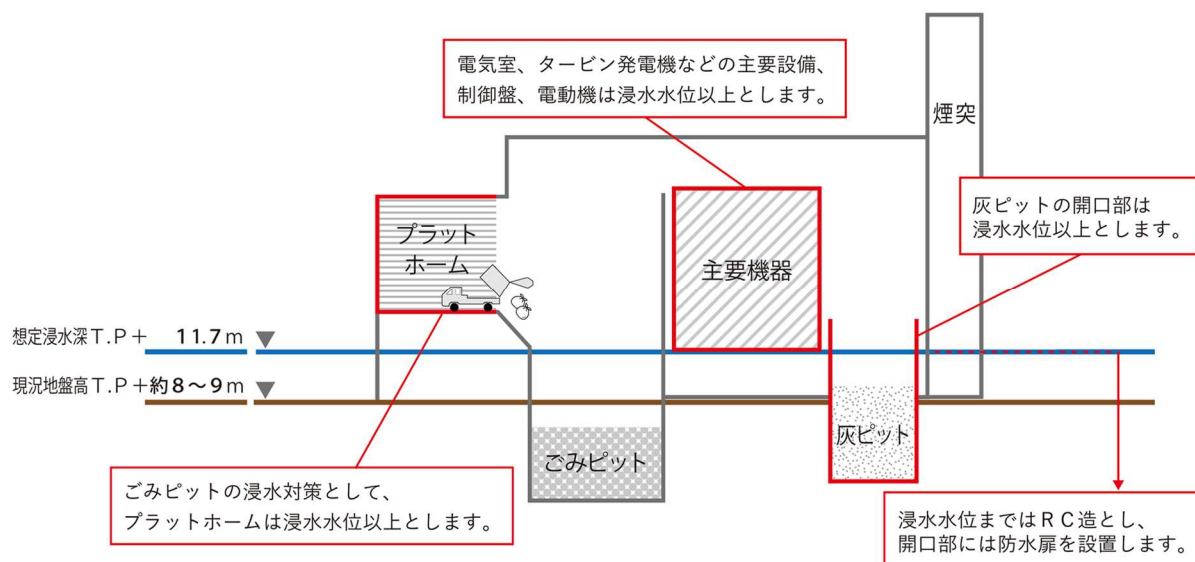 電気室、タービン発電機などの主要設備、
制御盤、電動機は浸水水位以上とします。
煙突
灰ピットの開口部は
浸水水位以上とします。
プラット
ホーム
主要機器
想定浸水深T.P+ 11.7m
現況地盤高T.P+約8~9m
灰ピット
ごみピット
ごみピットの浸水対策として、
プラットホームは浸水水位以上とします。
浸水水位まではRC造とし、
開口部には防水扉を設置します。